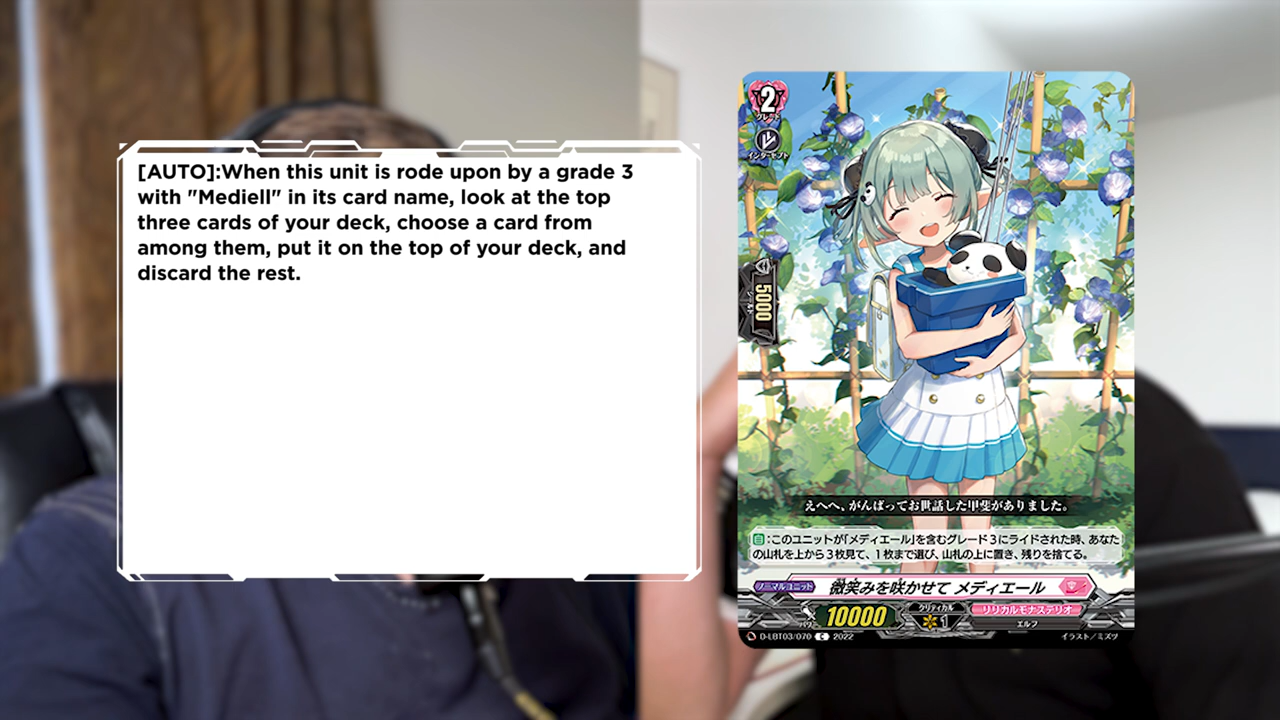 [AUTO]:When this unit is rode upon by a grade 3
with "Mediell" in its card name, look at the top
three cards of your deck, choose a card from
among them, put it on the top of your deck, and
discard the rest.
2
グレード
インターセプト
5000
シールド
えへへ、がんばってお世話した甲斐がありました。
自:このユニットが「メディエール」を含むグレード3にライドされた時、あなた
の山札を上から3枚見て、1枚まで選び、山札の上に置き、残りを捨てる。
ノーマルユニット
微笑みを咲かせて メディエール
パワー 10000
クリティカル
1
リリカルモナステリオ
エルフ
D-LBT03/070 C 2022
イラスト/ミズツ